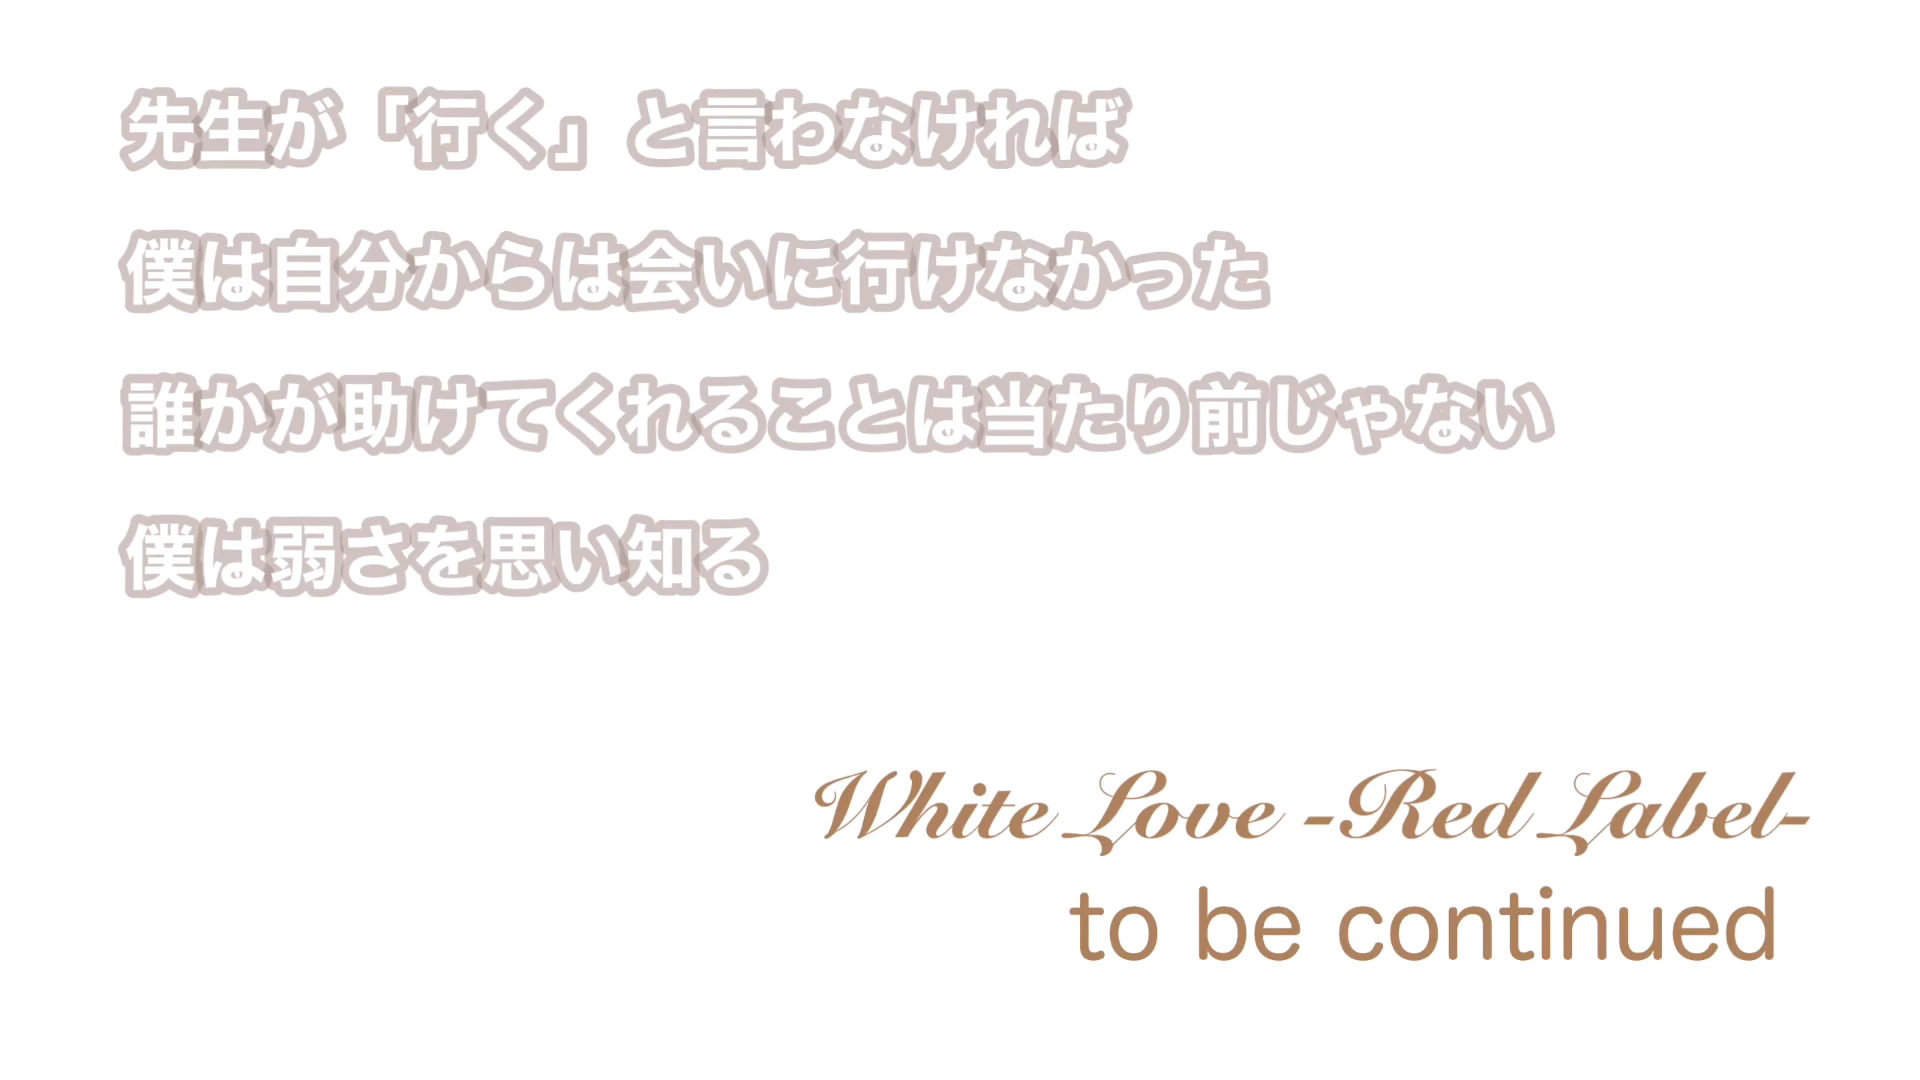 先生が「行く」と言わなければ
僕は自分からは会いに行けなかった
誰かが助けてくれることは当たり前じゃない
僕は弱さを思い知る
White Love -Red Label-
to be continued